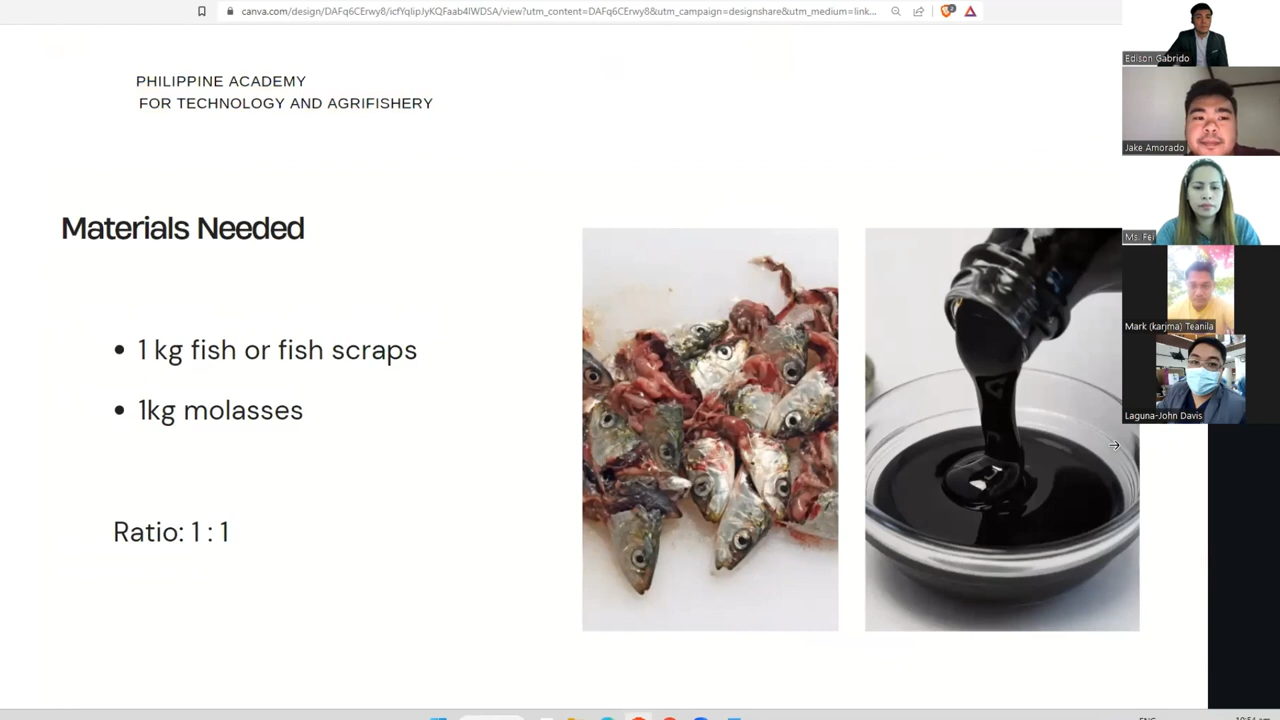 canva.com/design/DAFq6CErwy8/icfYqlipJyKQFaab4IWDSA/view?utm_content=DAFq6CErwy8&utm_campaign=designshare&utm_medium=link...
PHILIPPINE ACADEMY
FOR TECHNOLOGY AND AGRIFISHERY
Materials Needed
• 1 kg fish or fish scraps
• 1kg molasses
Ratio: 1 : 1
Edison Gabrido
Jake Amorado
Ms. Fei
Mark (karjma) Teanila
Laguna-John Davis